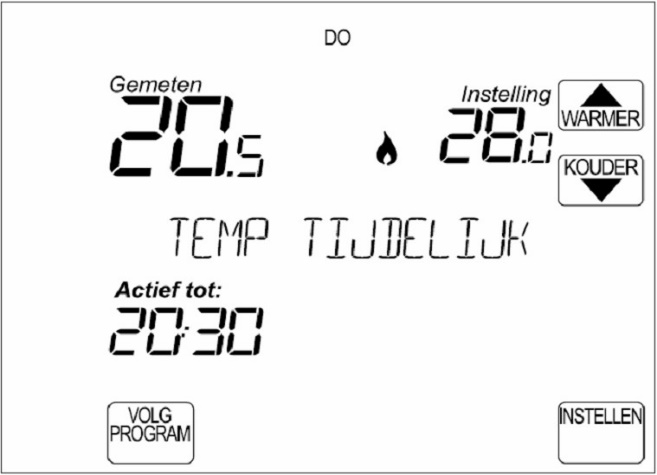 DO
Gemeten
Instelling
20.5
28.0
WARMER
KOUDER
TEMP TIJDELIJK
Actief tot:
20:30
VOLG
PROGRAM
INSTELLEN